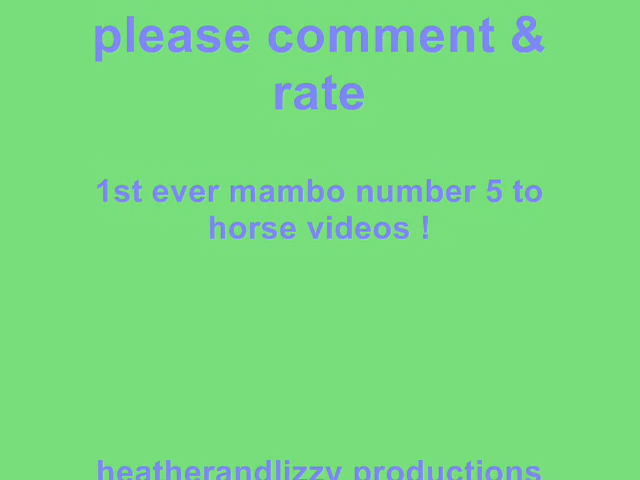 please comment &
rate
1st ever mambo number 5 to
horse videos !
heatherandlizzy productions